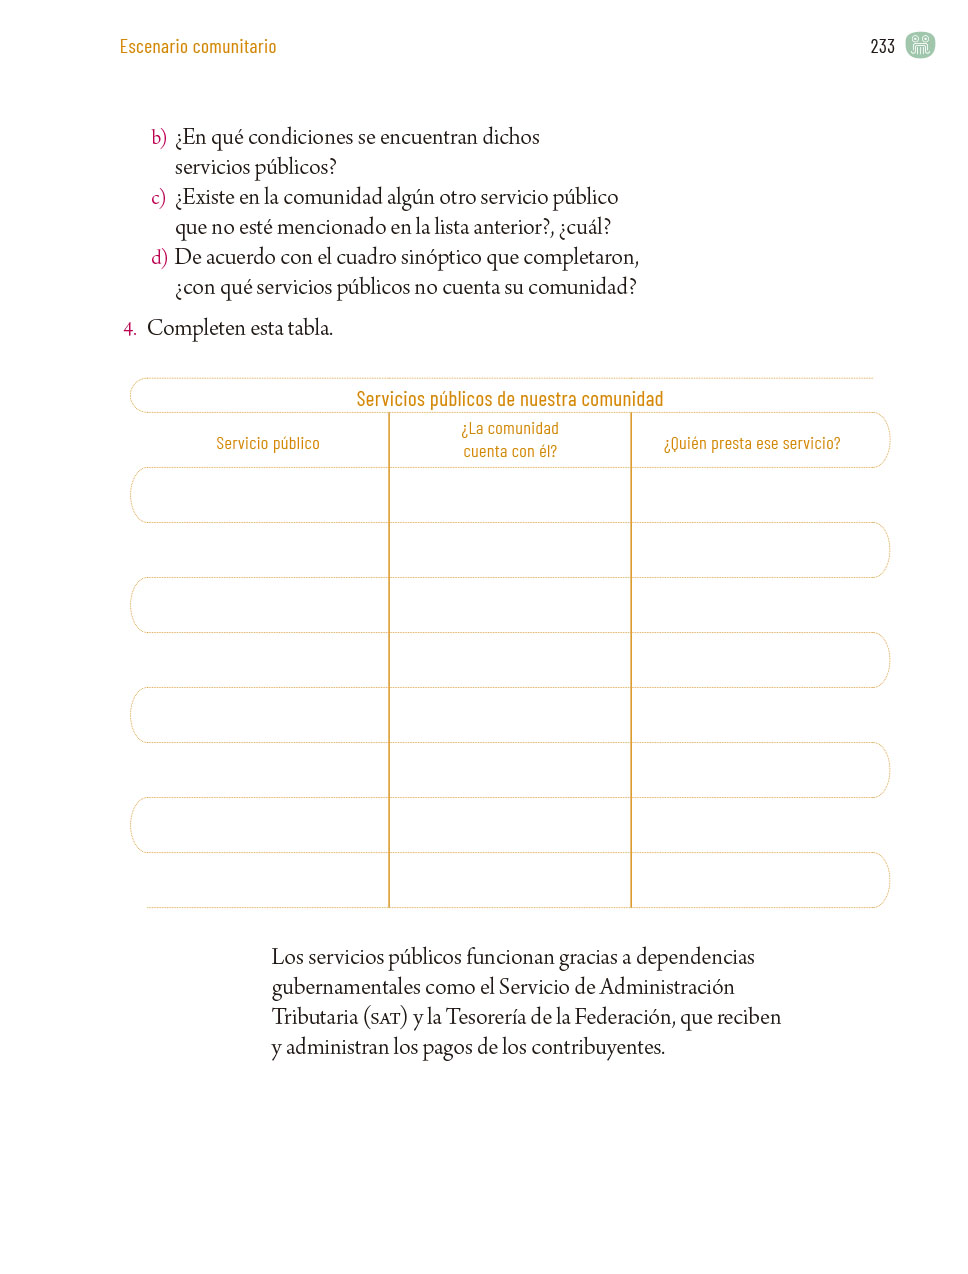 Escenario comunitario
233
b) ¿En qué condiciones se encuentran dichos
servicios públicos?
c) ¿Existe en la comunidad algún otro servicio público
que no esté mencionado en la lista anterior?, ¿cuál?
d) De acuerdo con el cuadro sinóptico que completaron,
¿con qué servicios públicos no cuenta su comunidad?
4. Completen esta tabla.
Servicios públicos de nuestra comunidad
Servicio público
¿La comunidad
cuenta con él?
¿Quién presta ese servicio?
Los servicios públicos funcionan gracias a dependencias
gubernamentales como el Servicio de Administración
Tributaria (SAT) y la Tesorería de la Federación, que reciben
y administran los pagos de los contribuyentes.